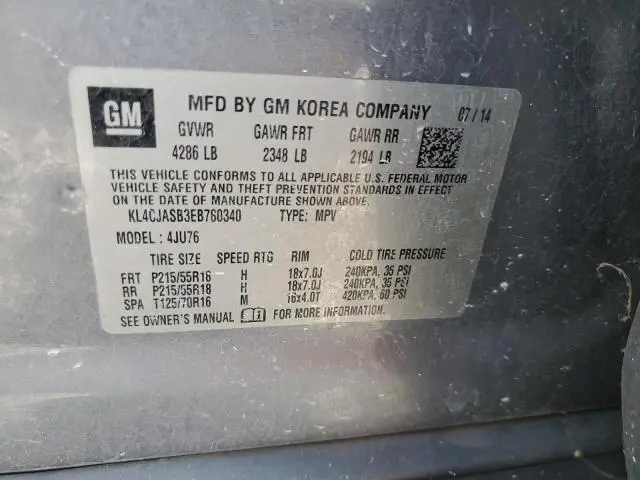 GM
MFD BY GM KOREA COMPANY 07/14
GVWR GAWR FRT GAWR RR
4286 LB 2348 LB 2194 LB
THIS VEHICLE CONFORMS TO ALL APPLICABLE U.S. FEDERAL MOTOR
VEHICLE SAFETY AND THEFT PREVENTION STANDARDS IN EFFECT
ON THE DATE OF MANUFACTURE SHOWN ABOVE.
KL4CJASB3EB760340 TYPE: MPV
MODEL: 4JU76
TIRE SIZE SPEED RTG RIM COLD TIRE PRESSURE
FRT P215/55R18 H 18x7.0J 240KPA, 35 PSI
RR P215/55R18 H 18x7.0J 240KPA, 35 PSI
SPA T125/70R16 M 16x4.0T 420KPA, 60 PSI
SEE OWNER'S MANUAL FOR MORE INFORMATION.